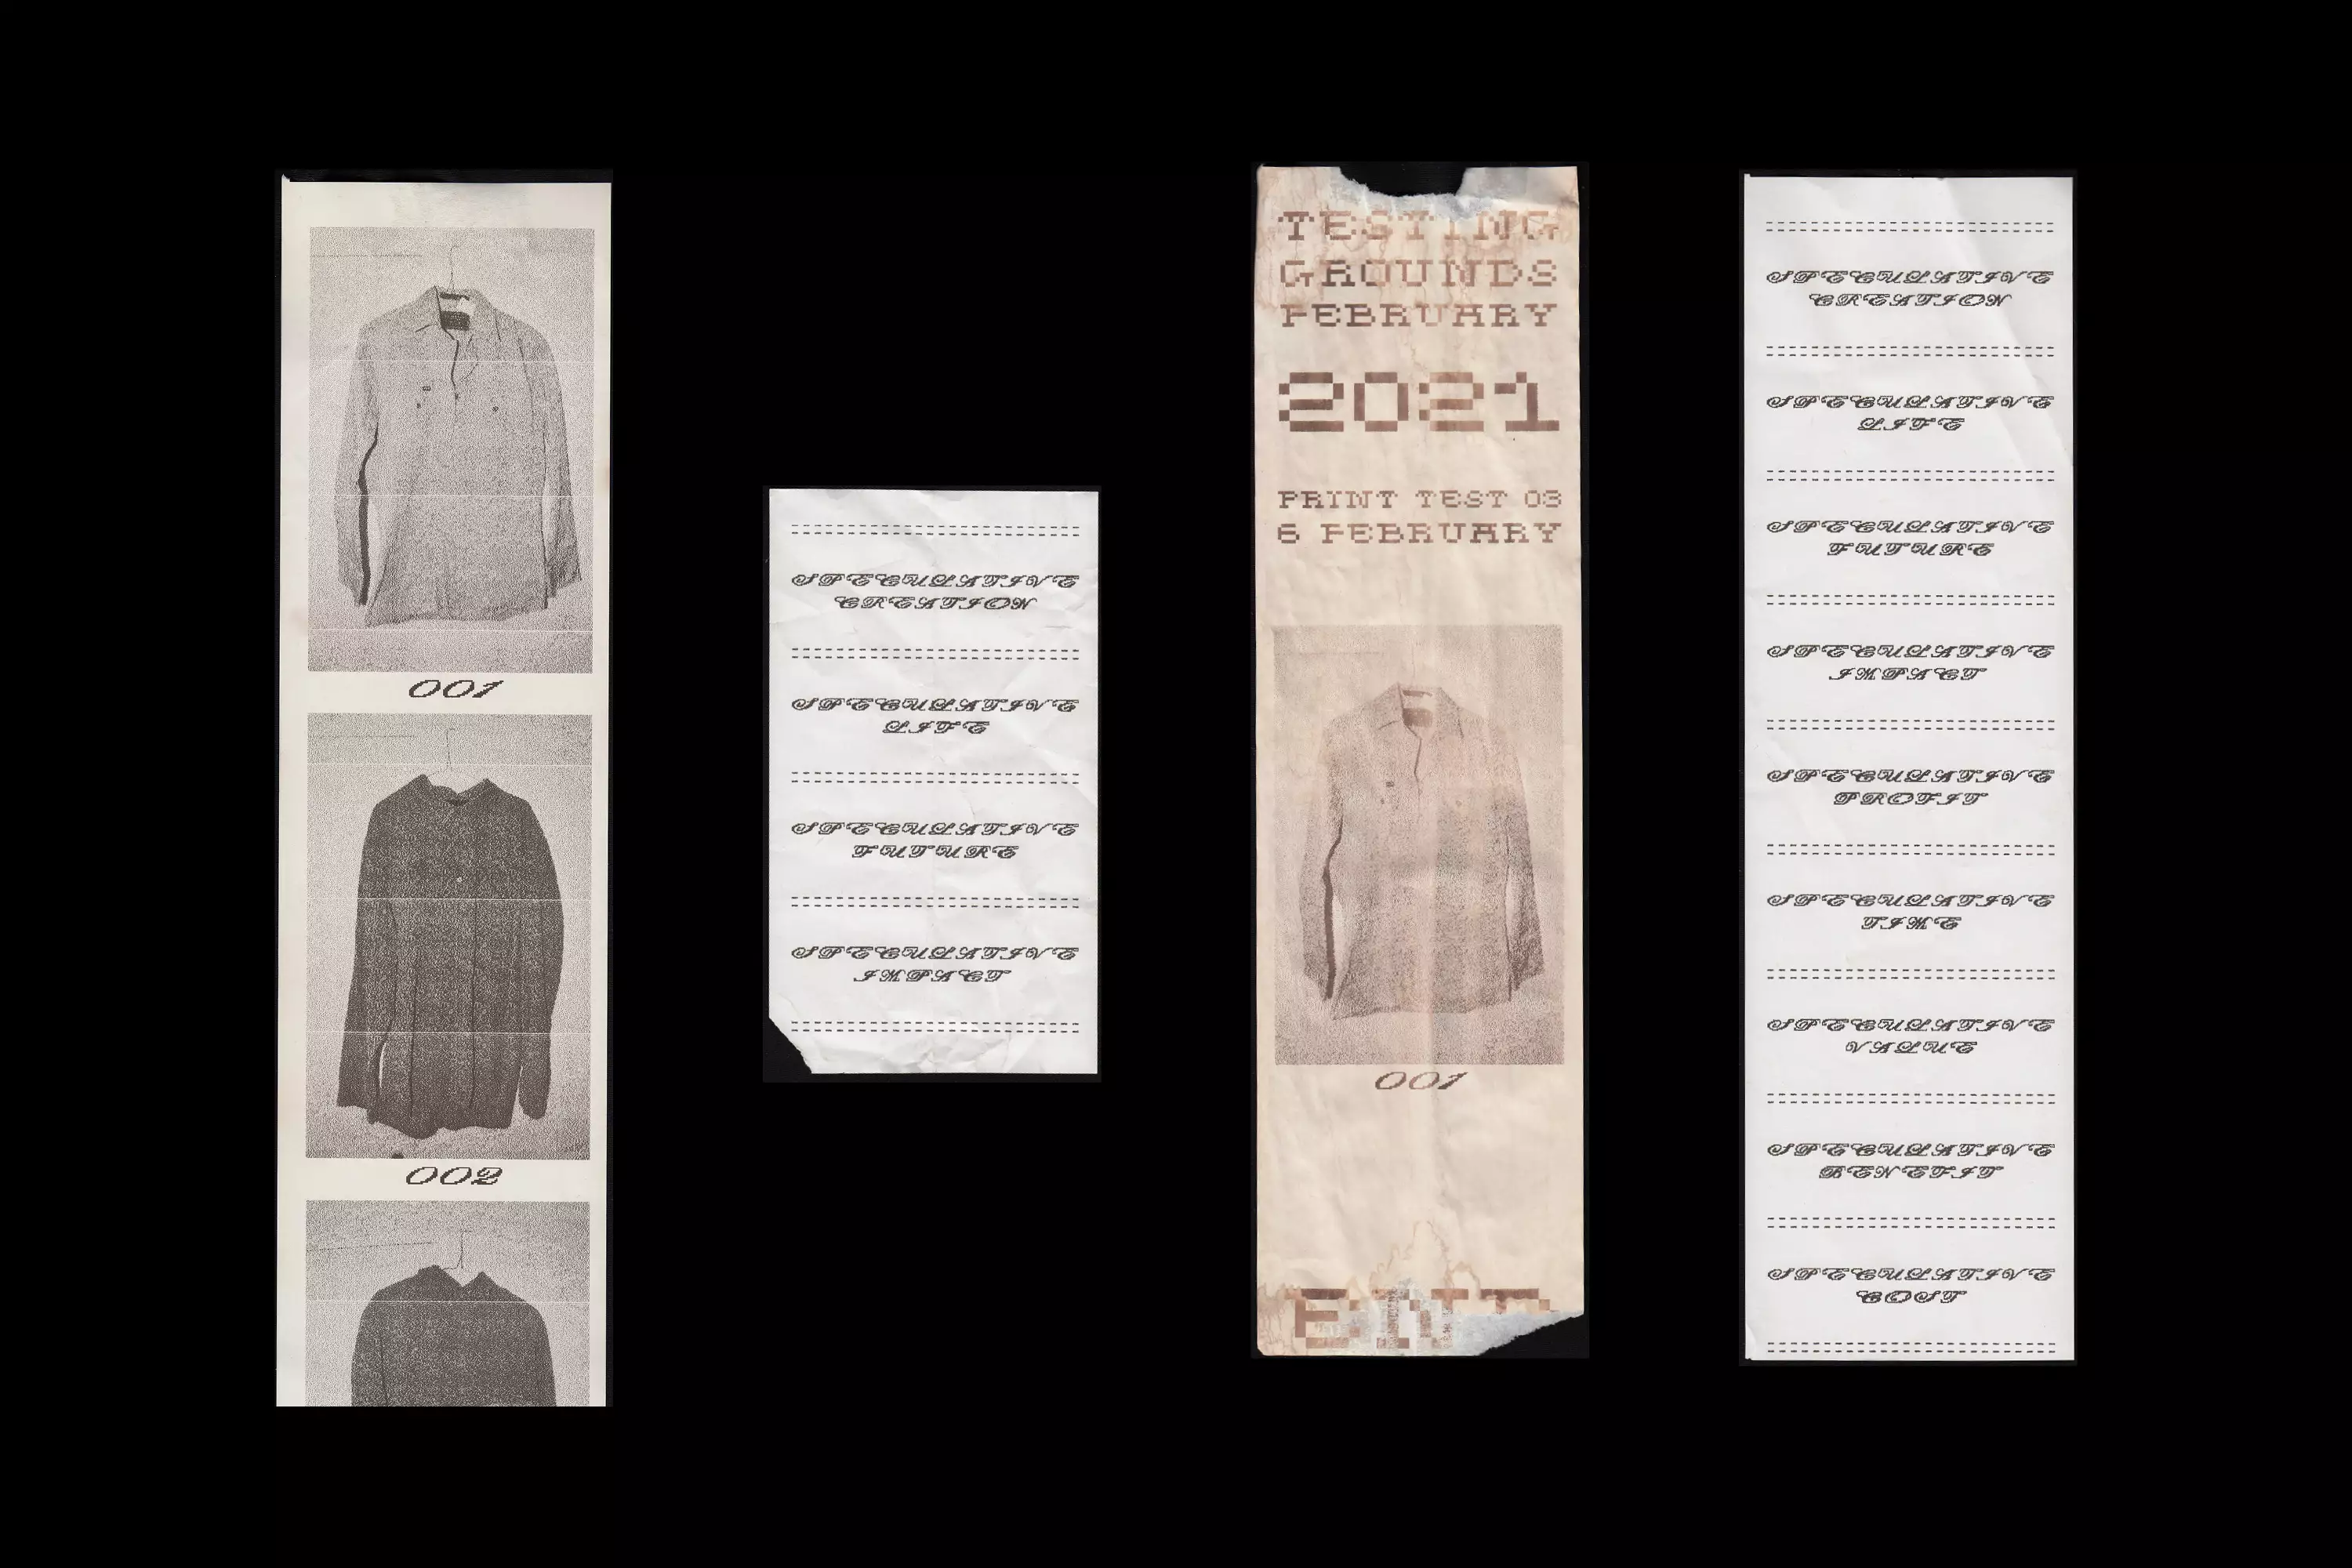 001
002
SPECULATIVE
CREATION
SPECULATIVE
LIFE
SPECULATIVE
FUTURE
SPECULATIVE
IMPACT
TESTING
GROUNDS
FEBRUARY
2021
PRINT TEST 03
6 FEBRUARY
001
END
SPECULATIVE
CREATION
SPECULATIVE
LIFE
SPECULATIVE
FUTURE
SPECULATIVE
IMPACT
SPECULATIVE
PROFIT
SPECULATIVE
TIME
SPECULATIVE
VALUE
SPECULATIVE
BENEFIT
SPECULATIVE
COST